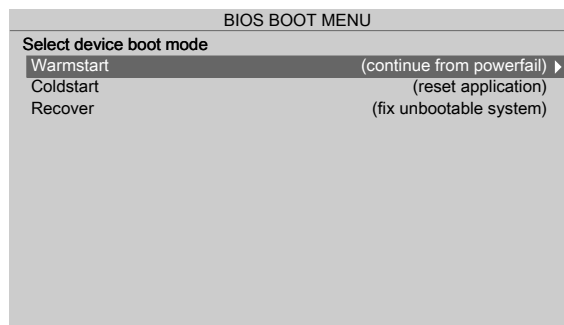 BIOS BOOT MENU
Select device boot mode
Warmstart (continue from powerfail)
Coldstart (reset application)
Recover (fix unbootable system)